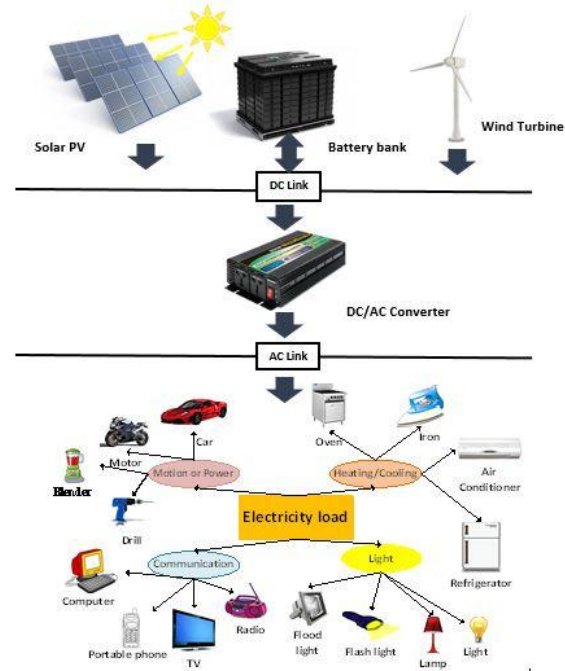 Solar PV
Battery bank
Wind Turbine
DC Link
DC/AC Converter
AC Link
Car
Oven
Iron
Motor
Motion or Power
Heating/Cooling
Air
Conditioner
Blender
Drill
Electricity load
Refrigerator
Communication
Light
Computer
Portable phone
TV
Radio
Flood
light
Flash light
Lamp
Light